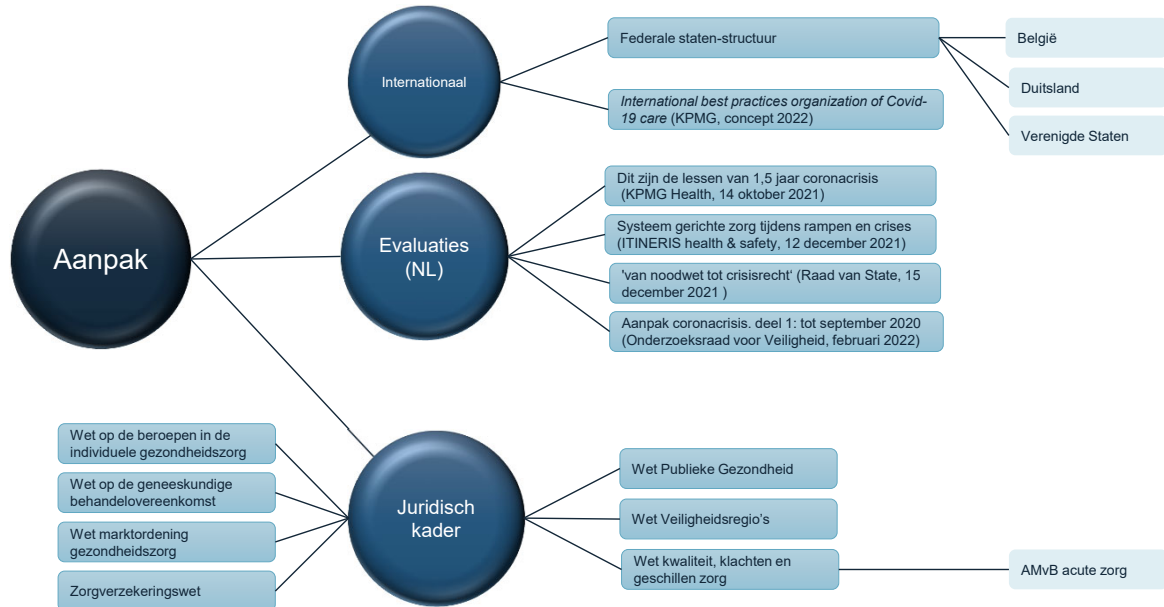 Aanpak
Internationaal
Federale staten-structuur
België
Duitsland
Verenigde Staten
International best practices organization of Covid-
19 care (KPMG, concept 2022)
Evaluaties
(NL)
Dit zijn de lessen van 1,5 jaar coronacrisis
(KPMG Health, 14 oktober 2021)
Systeem gerichte zorg tijdens rampen en crises
(ITINERIS health & safety, 12 december 2021)
'van noodwet tot crisisrecht‘ (Raad van State, 15
december 2021 )
Aanpak coronacrisis. deel 1: tot september 2020
(Onderzoeksraad voor Veiligheid, februari 2022)
Juridisch
kader
Wet op de beroepen in de
individuele gezondheidszorg
Wet op de geneeskundige
behandelovereenkomst
Wet marktordening
gezondheidszorg
Zorgverzekeringswet
Wet Publieke Gezondheid
Wet Veiligheidsregio’s
Wet kwaliteit, klachten en
geschillen zorg
AMvB acute zorg